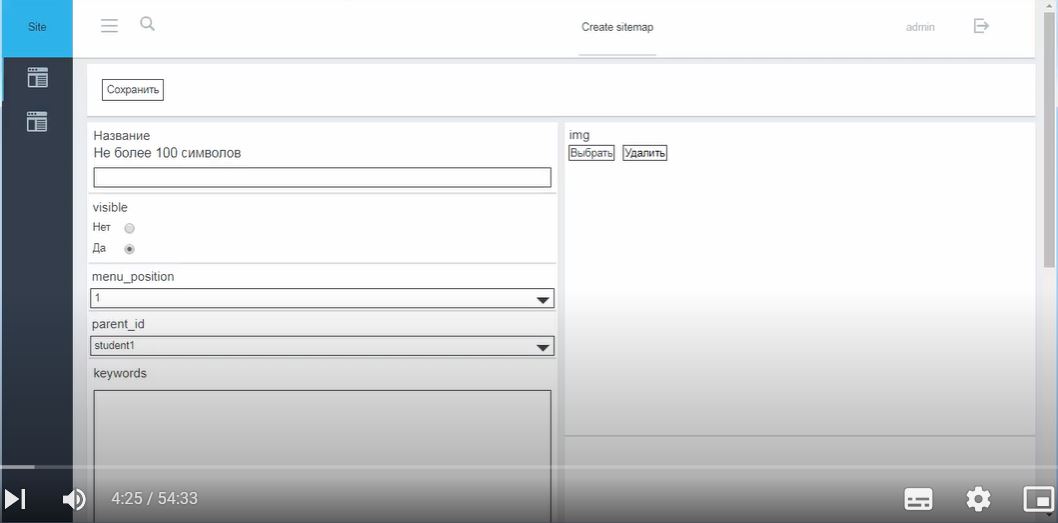 Site
Create sitemap
admin
Сохранить
Название
Не более 100 символов
visible
Нет
Да
menu_position
1
parent_id
student1
keywords
img
Выбрать Удалить
4:25 / 54:33